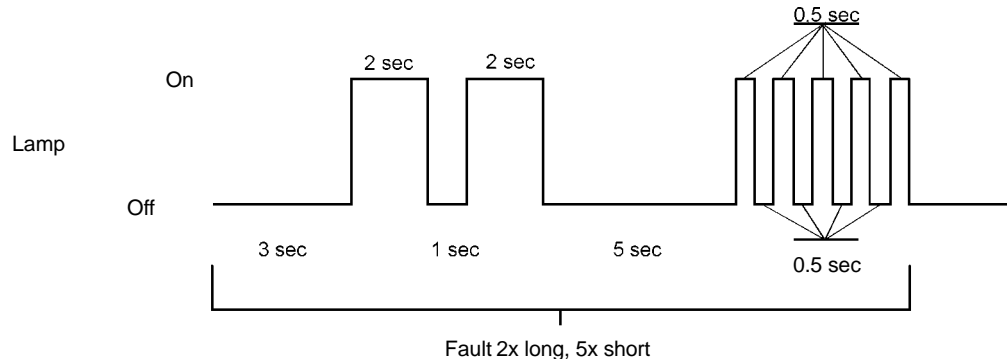 0.5 sec
2 sec 2 sec
On
Lamp
Off
3 sec 1 sec 5 sec 0.5 sec
Fault 2x long, 5x short